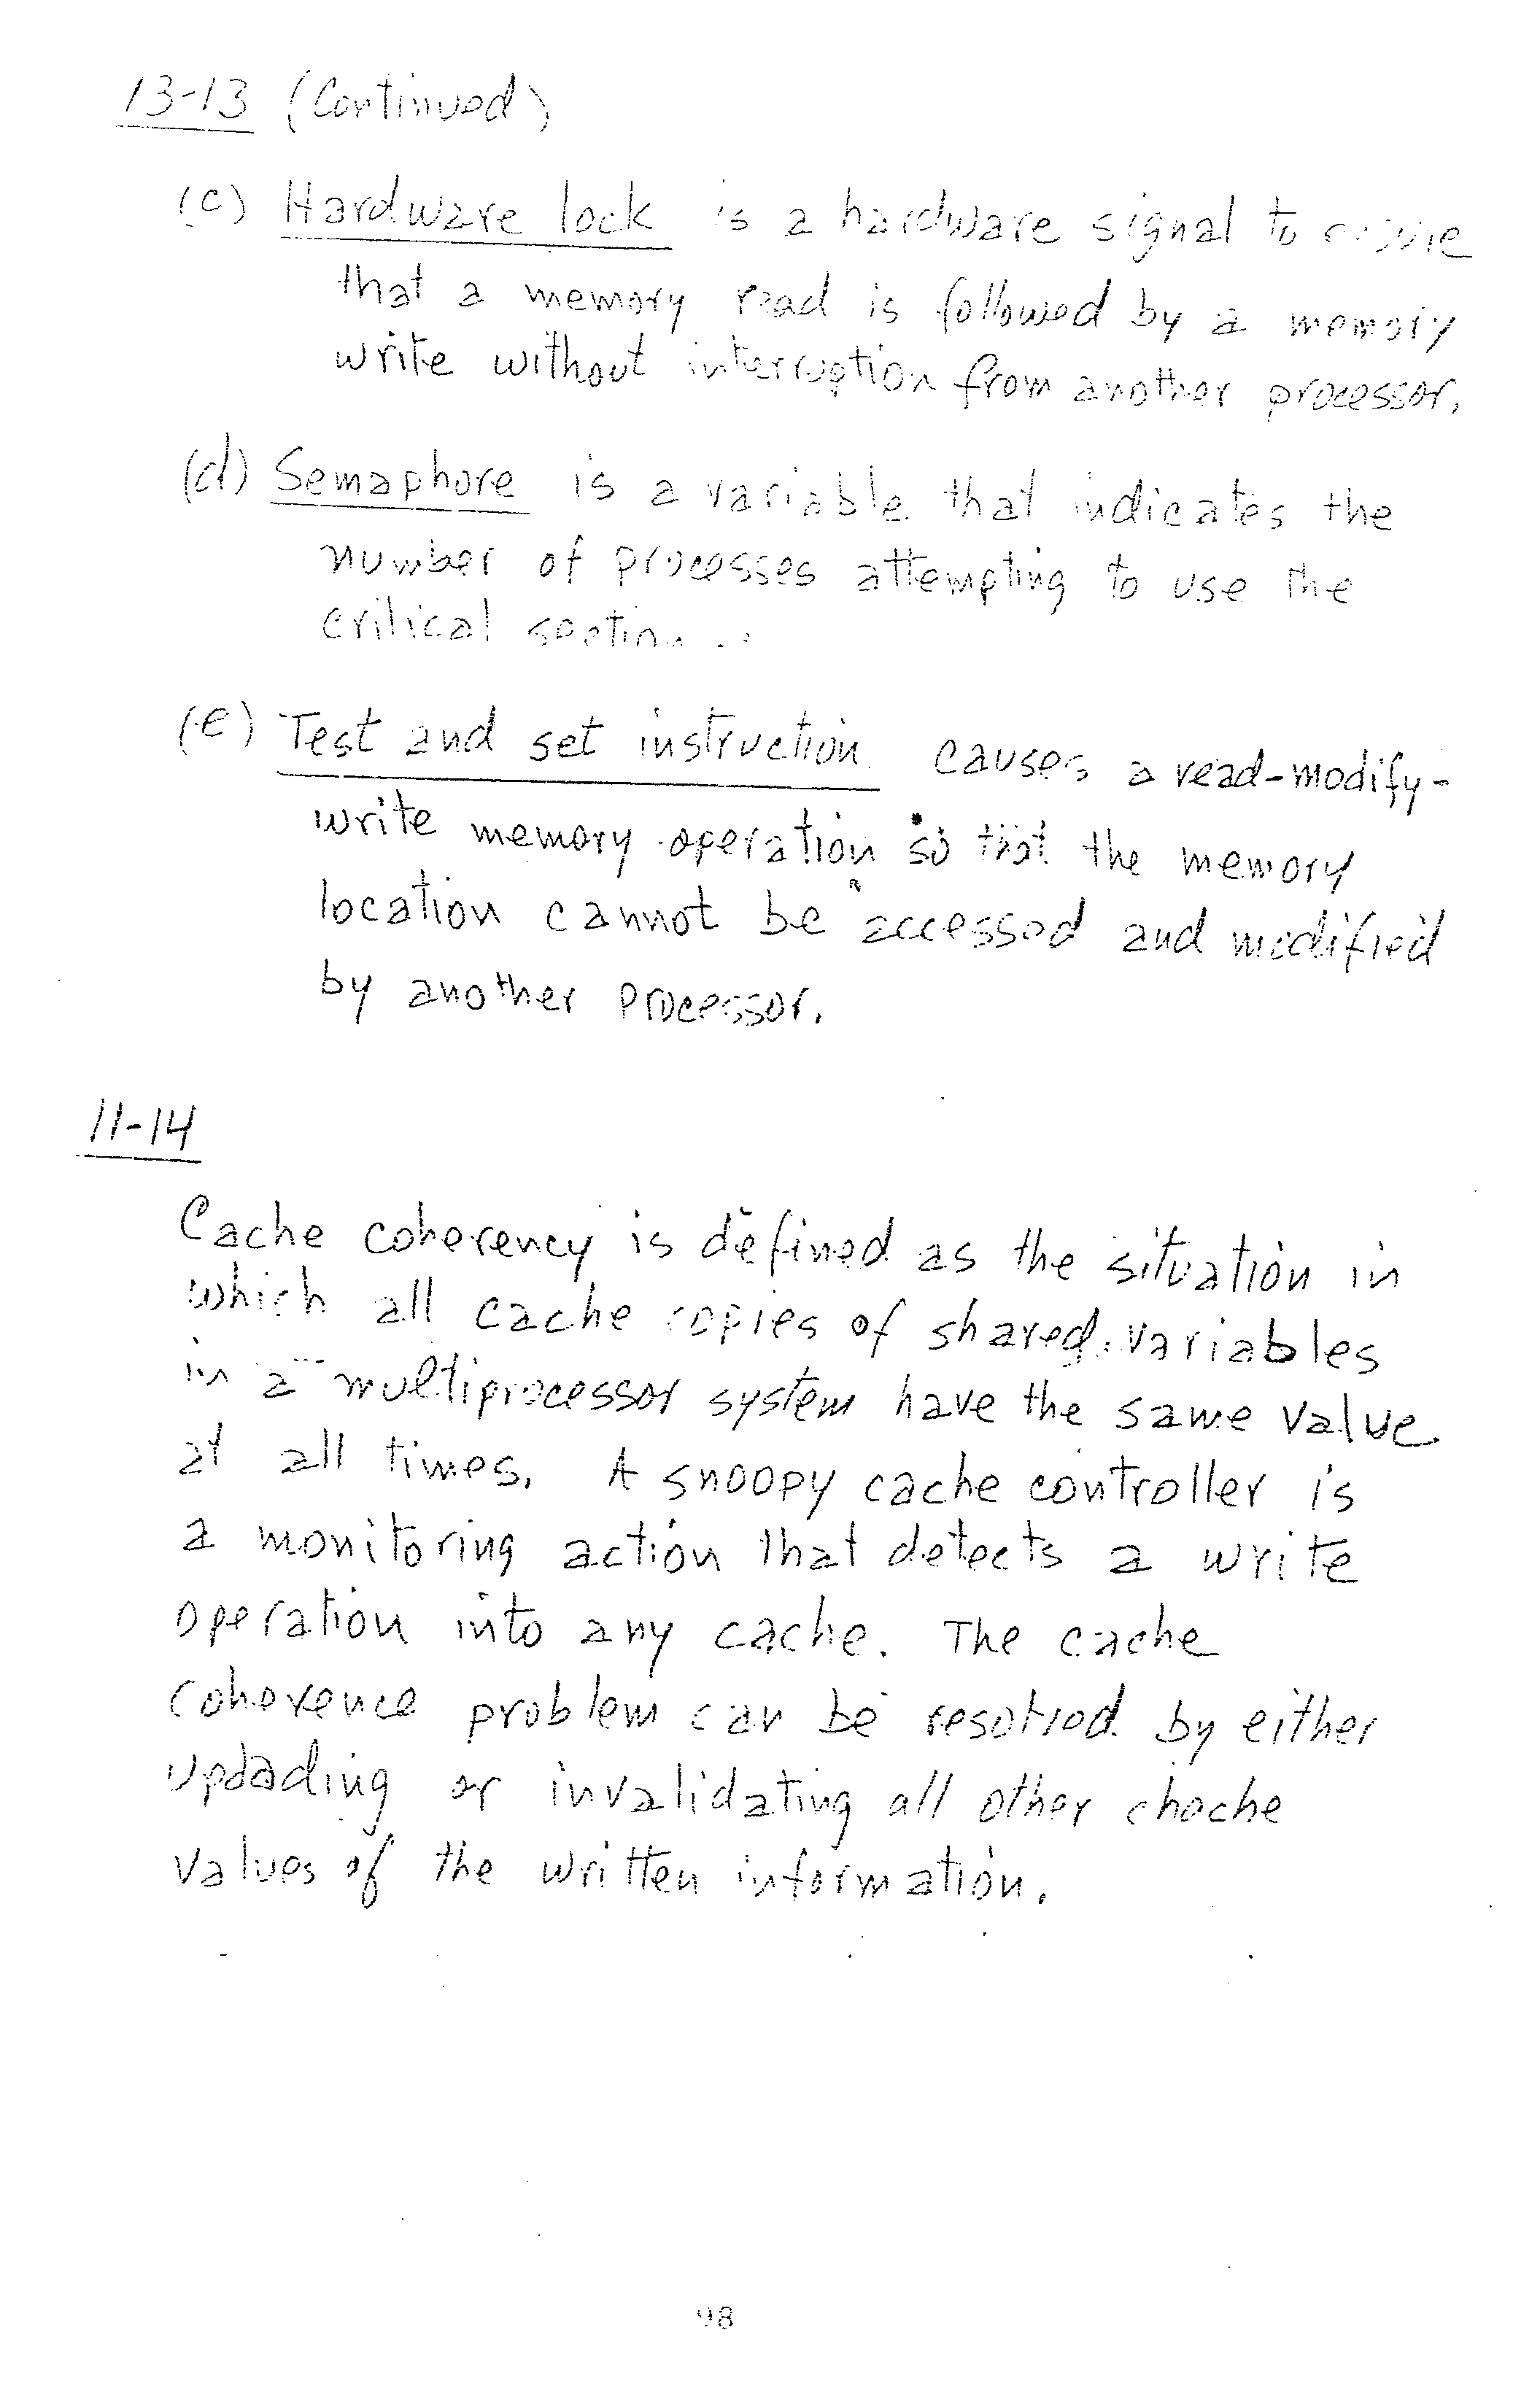 13-13 (Continued)
(c) Hardware lock is a hardware signal to
that a memory read is followed by a memory
write without interruption from another processor.
(d) Semaphore is a variable that indicates the
number of processes attempting to use the
critical section.
(e) Test and set instruction causes a read-modify-
write memory operation so that the memory
location cannot be accessed and modified
by another processor.
11-14
Cache coherency is defined as the situation in
which all cache copies of shared variables
in a multiprocessor system have the same value
at all times. A snoopy cache controller is
a monitoring action that detects a write
operation into any cache. The cache
coherence problem can be by either
updading or invalidating all other chache
values of the written information.
98